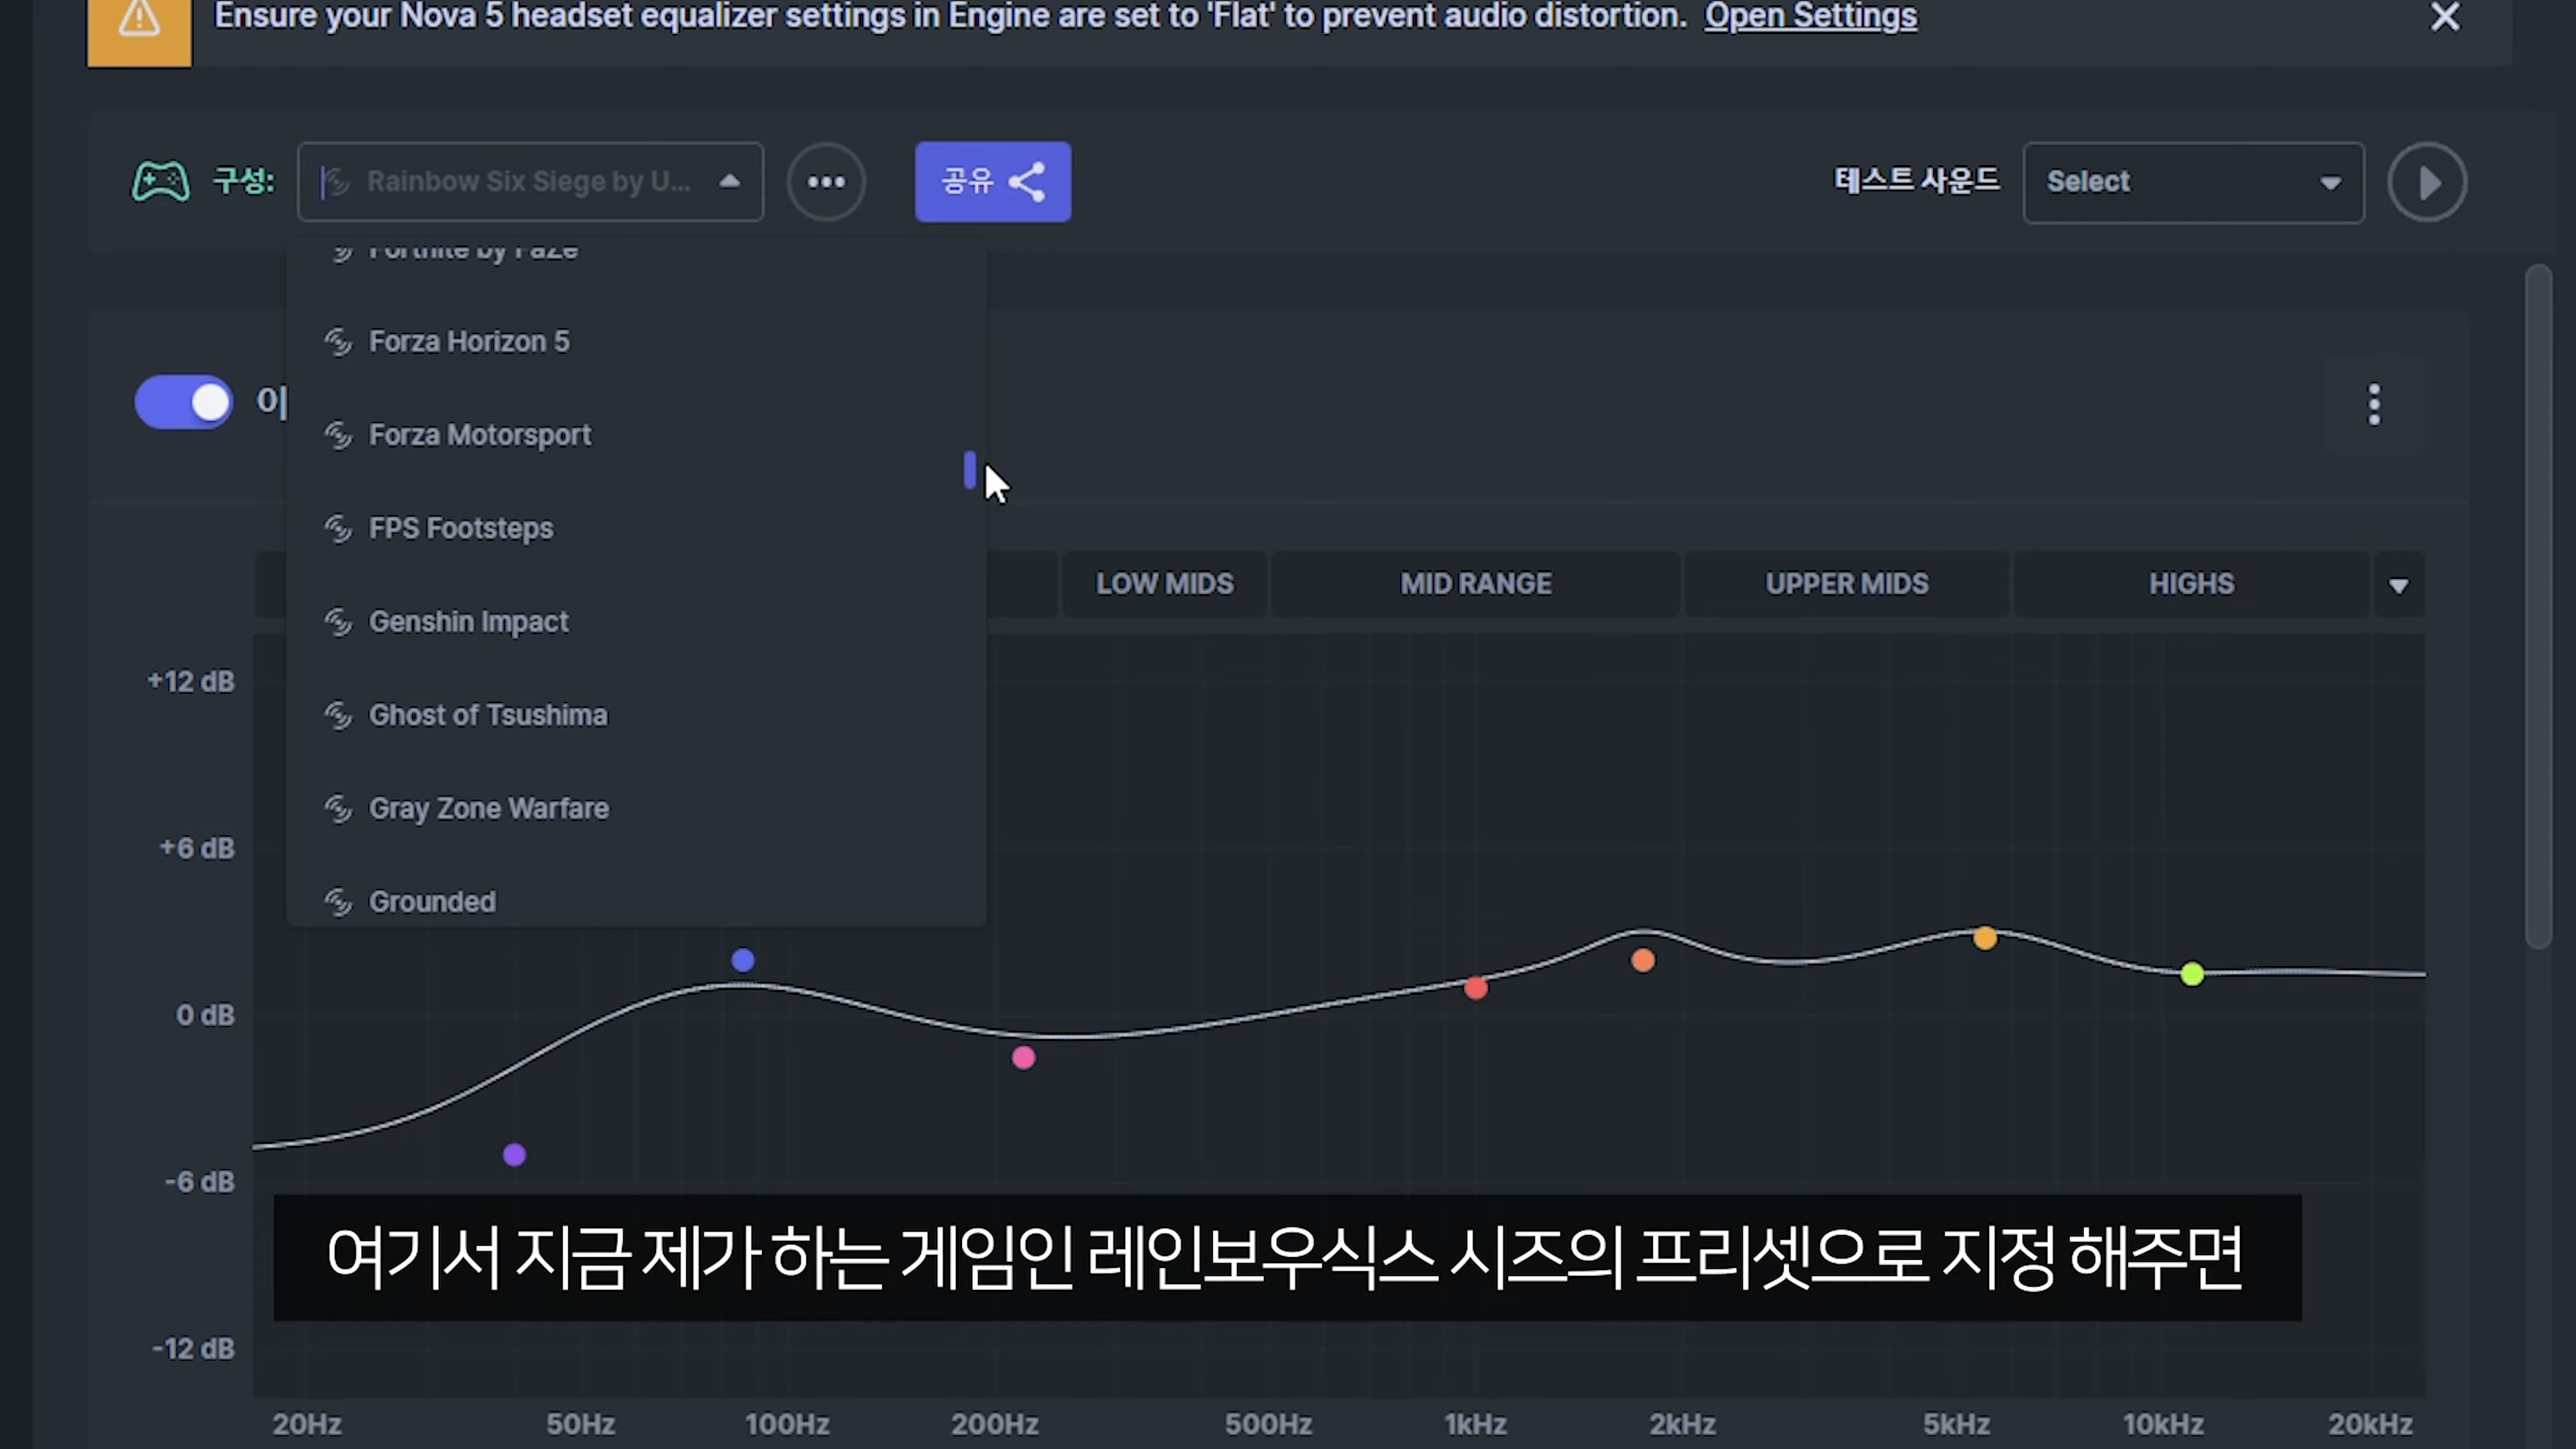 Ensure your Nova 5 headset equalizer settings in Engine are set to 'Flat' to prevent audio distortion. Open Settings
구성: Rainbow Six Siege by U... 공유 테스트 사운드 Select
Fortnite by FaZe
Forza Horizon 5
이
Forza Motorsport
FPS Footsteps
LOW MIDS MID RANGE UPPER MIDS HIGHS
Genshin Impact
+12 dB
Ghost of Tsushima
Gray Zone Warfare
+6 dB
Grounded
0 dB
-6 dB
여기서 지금 제가 하는 게임인 레인보우식스 시즈의 프리셋으로 지정 해주면
-12 dB
20Hz 50Hz 100Hz 200Hz 500Hz 1kHz 2kHz 5kHz 10kHz 20kHz